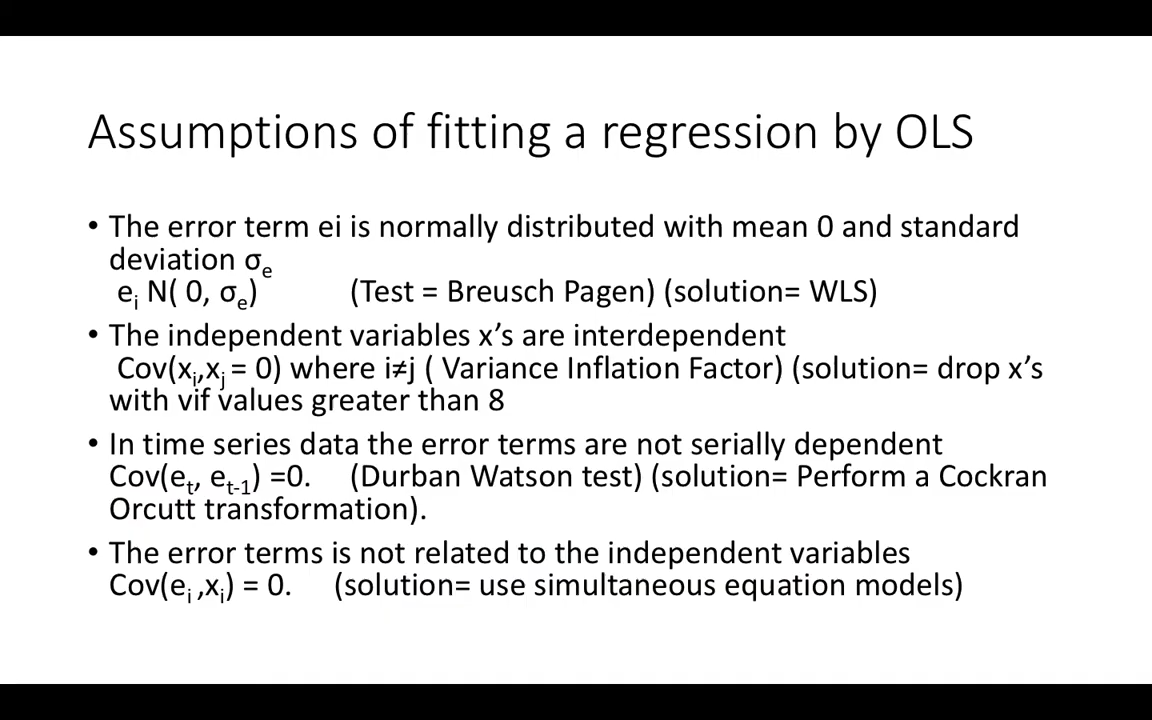 Assumptions of fitting a regression by OLS
• The error term ei is normally distributed with mean 0 and standard
deviation σe
ei N( 0, σe) (Test = Breusch Pagen) (solution= WLS)
• The independent variables x’s are interdependent
Cov(xi,xj = 0) where i≠j ( Variance Inflation Factor) (solution= drop x’s
with vif values greater than 8
• In time series data the error terms are not serially dependent
Cov(et, et-1) =0. (Durban Watson test) (solution= Perform a Cockran
Orcutt transformation).
• The error terms is not related to the independent variables
Cov(ei ,xi) = 0. (solution= use simultaneous equation models)